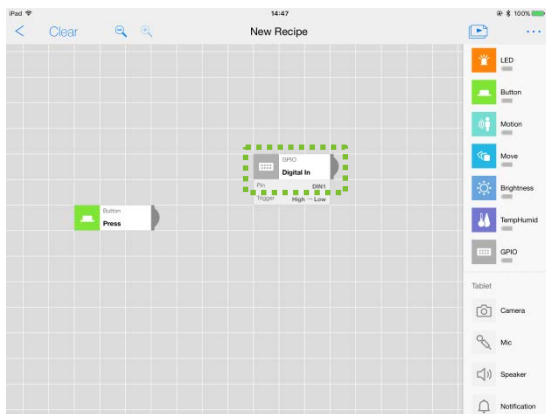 iPad 14:47 100%
< Clear New Recipe ...
LED
Button
Motion
GPIO
Digital In
Move
Pin DIN1
Brightness
Trigger High → Low
Button
Press
TempHumid
GPIO
Tablet
Camera
Mic
Speaker
Notification